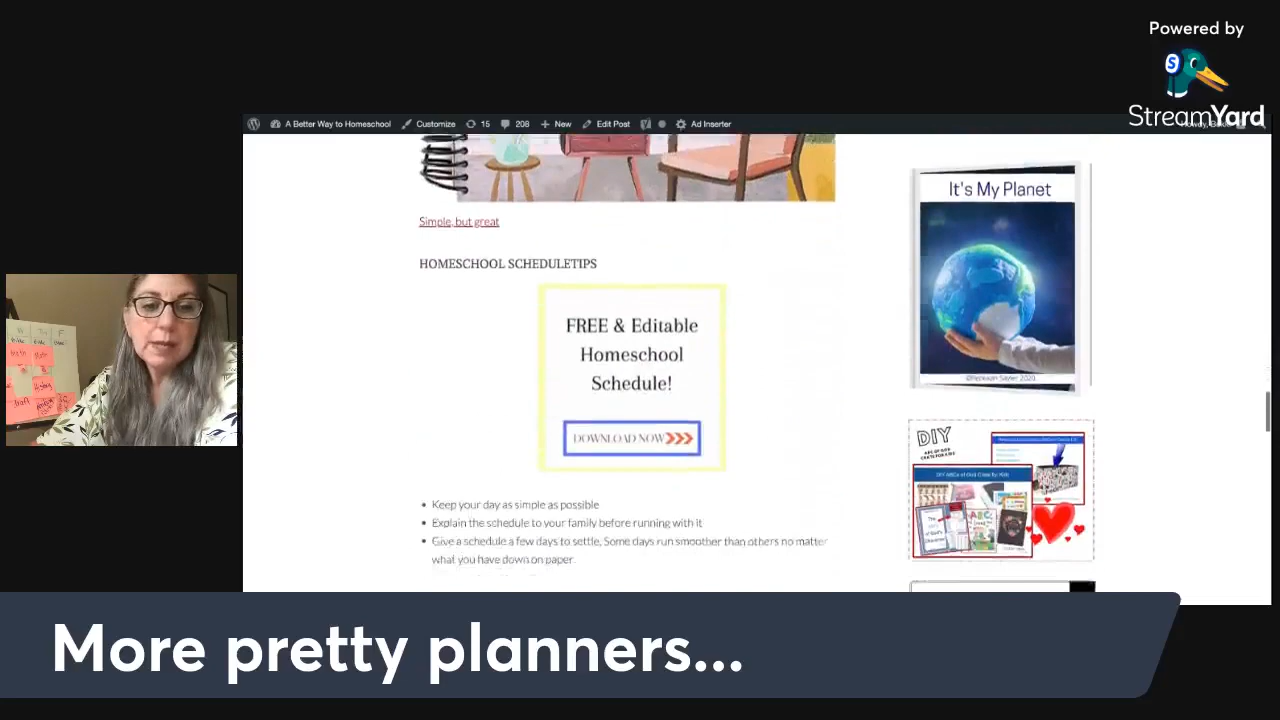 Powered by
S
StreamYard
A Better Way to Homeschool Customize 15 208 New Edit Post Ad Inserter
Simple, but great
HOMESCHOOL SCHEDULETIPS
FREE & Editable
Homeschool
Schedule!
DOWNLOAD NOW
Keep your day as simple as possible
Explain the schedule to your family before running with it
Give a schedule a few days to settle, Some days run smoother than others no matter
what you have down on paper.
It's My Planet
DIY
Math
History
More pretty planners...